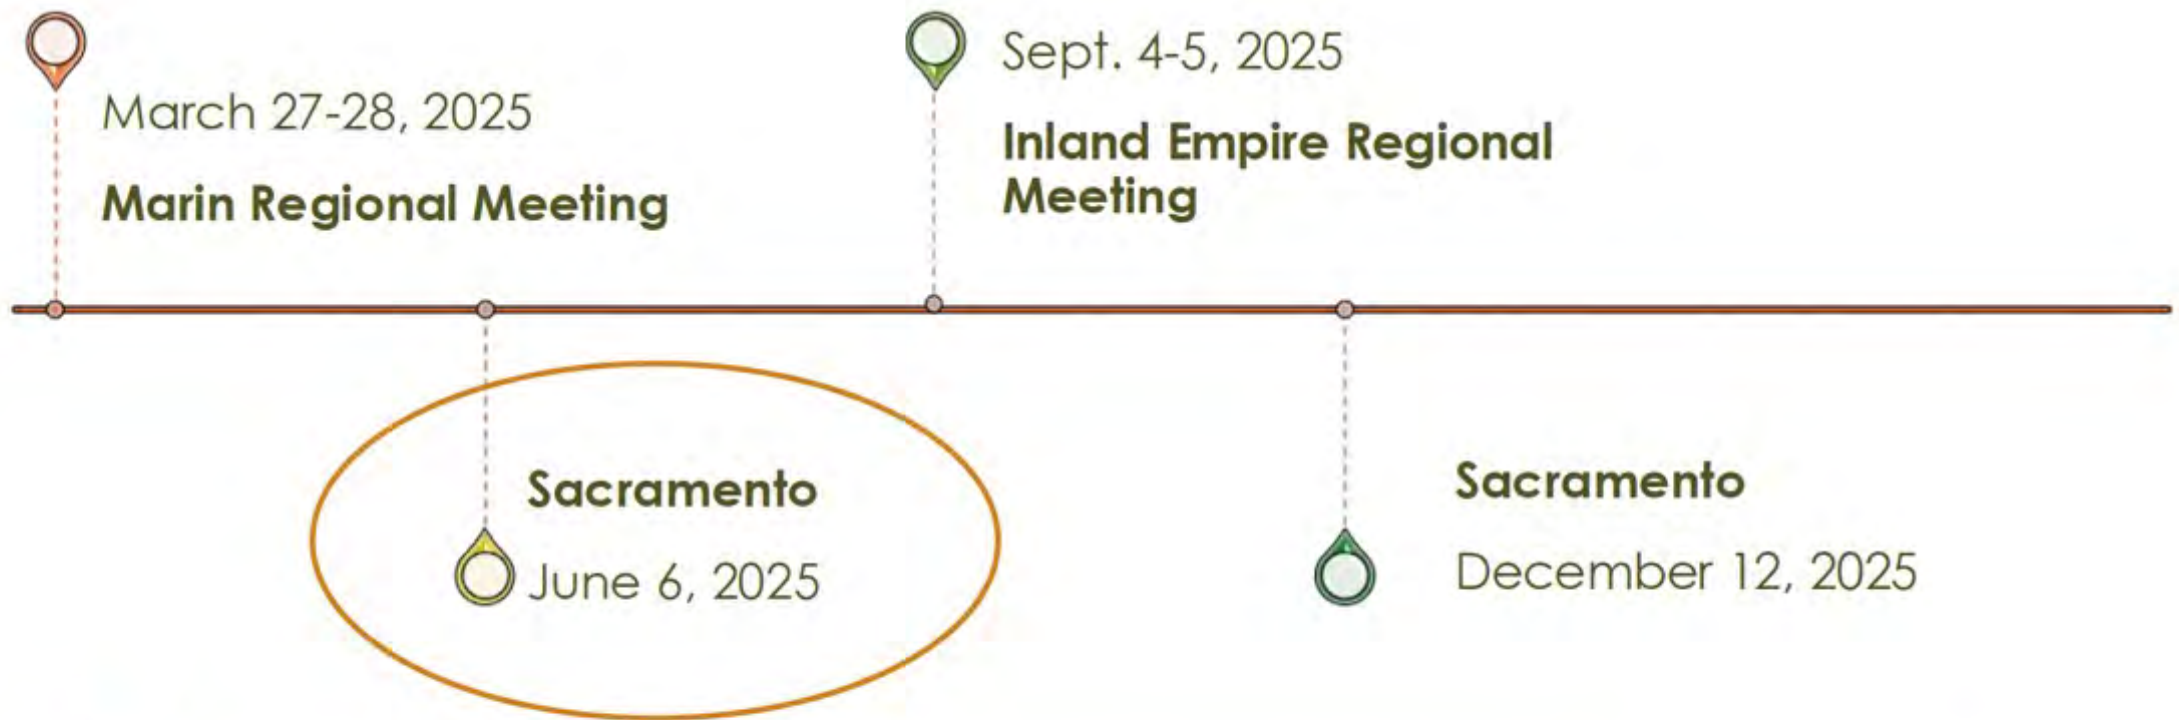 March 27-28, 2025
Marin Regional Meeting
Sept. 4-5, 2025
Inland Empire Regional
Meeting
Sacramento
June 6, 2025
Sacramento
December 12, 2025